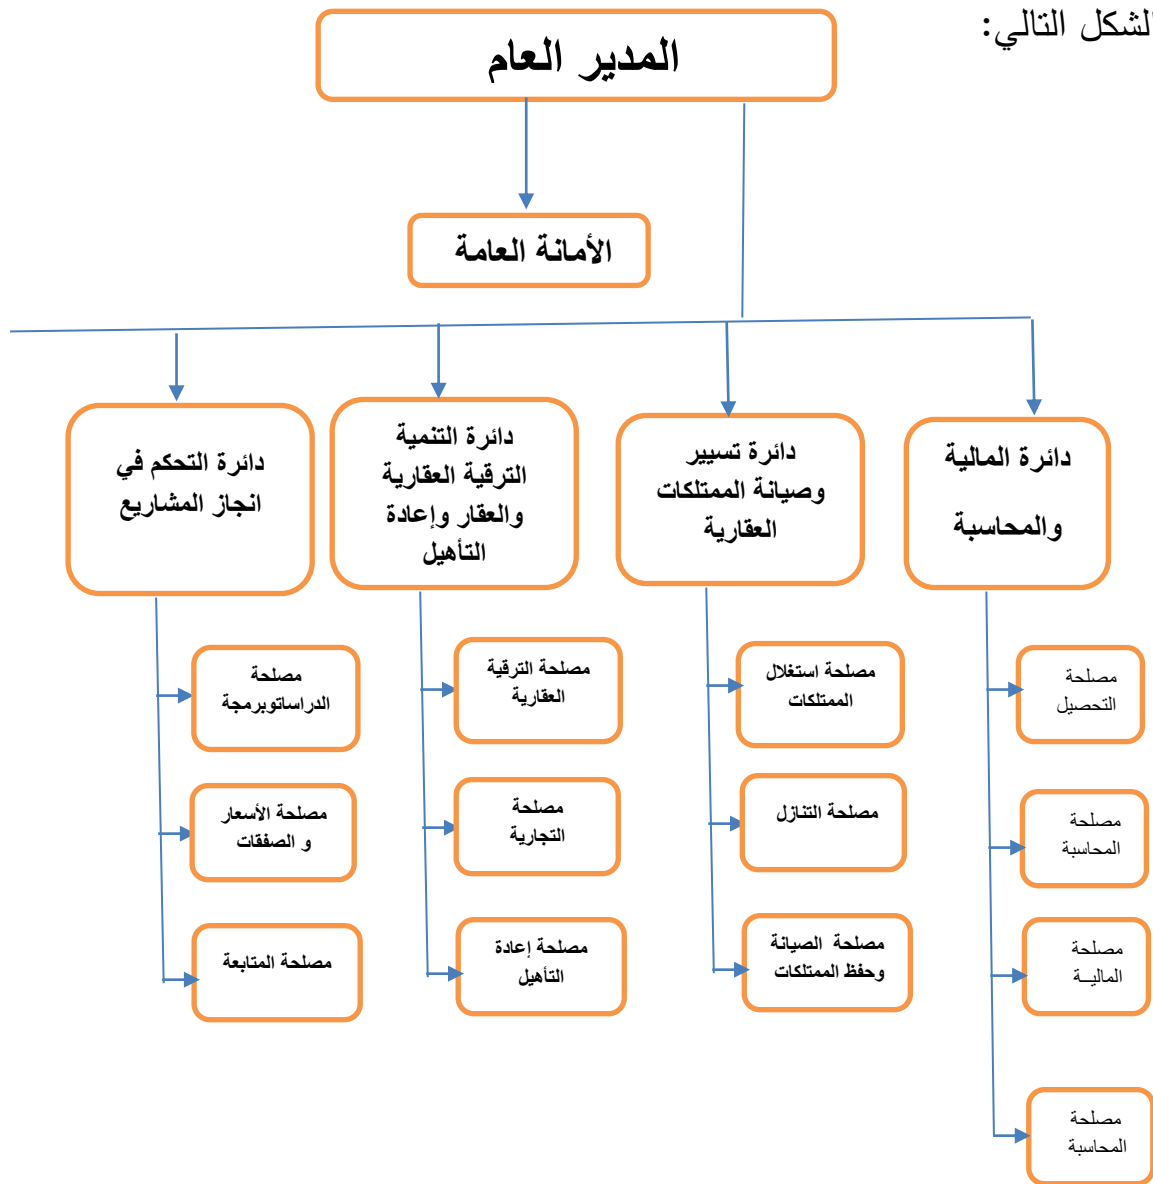 لشكل التالي:
المدير العام
الأمانة العامة
دائرة المالية
والمحاسبة
دائرة تسيير
وصيانة الممتلكات
العقارية
دائرة التنمية
الترقية العقارية
والعقار وإعادة
التأهيل
دائرة التحكم في
انجاز المشاريع
مصلحة
التحصيل
مصلحة
المحاسبة
مصلحة
الماليــة
مصلحة
المحاسبة
مصلحة استغلال
الممتلكات
مصلحة التنازل
مصلحة الصيانة
وحفظ الممتلكات
مصلحة الترقية
العقارية
مصلحة
التجارية
مصلحة إعادة
التأهيل
مصلحة
الدراساتوبرمجة
مصلحة الأسعار
و الصفقات
مصلحة المتابعة